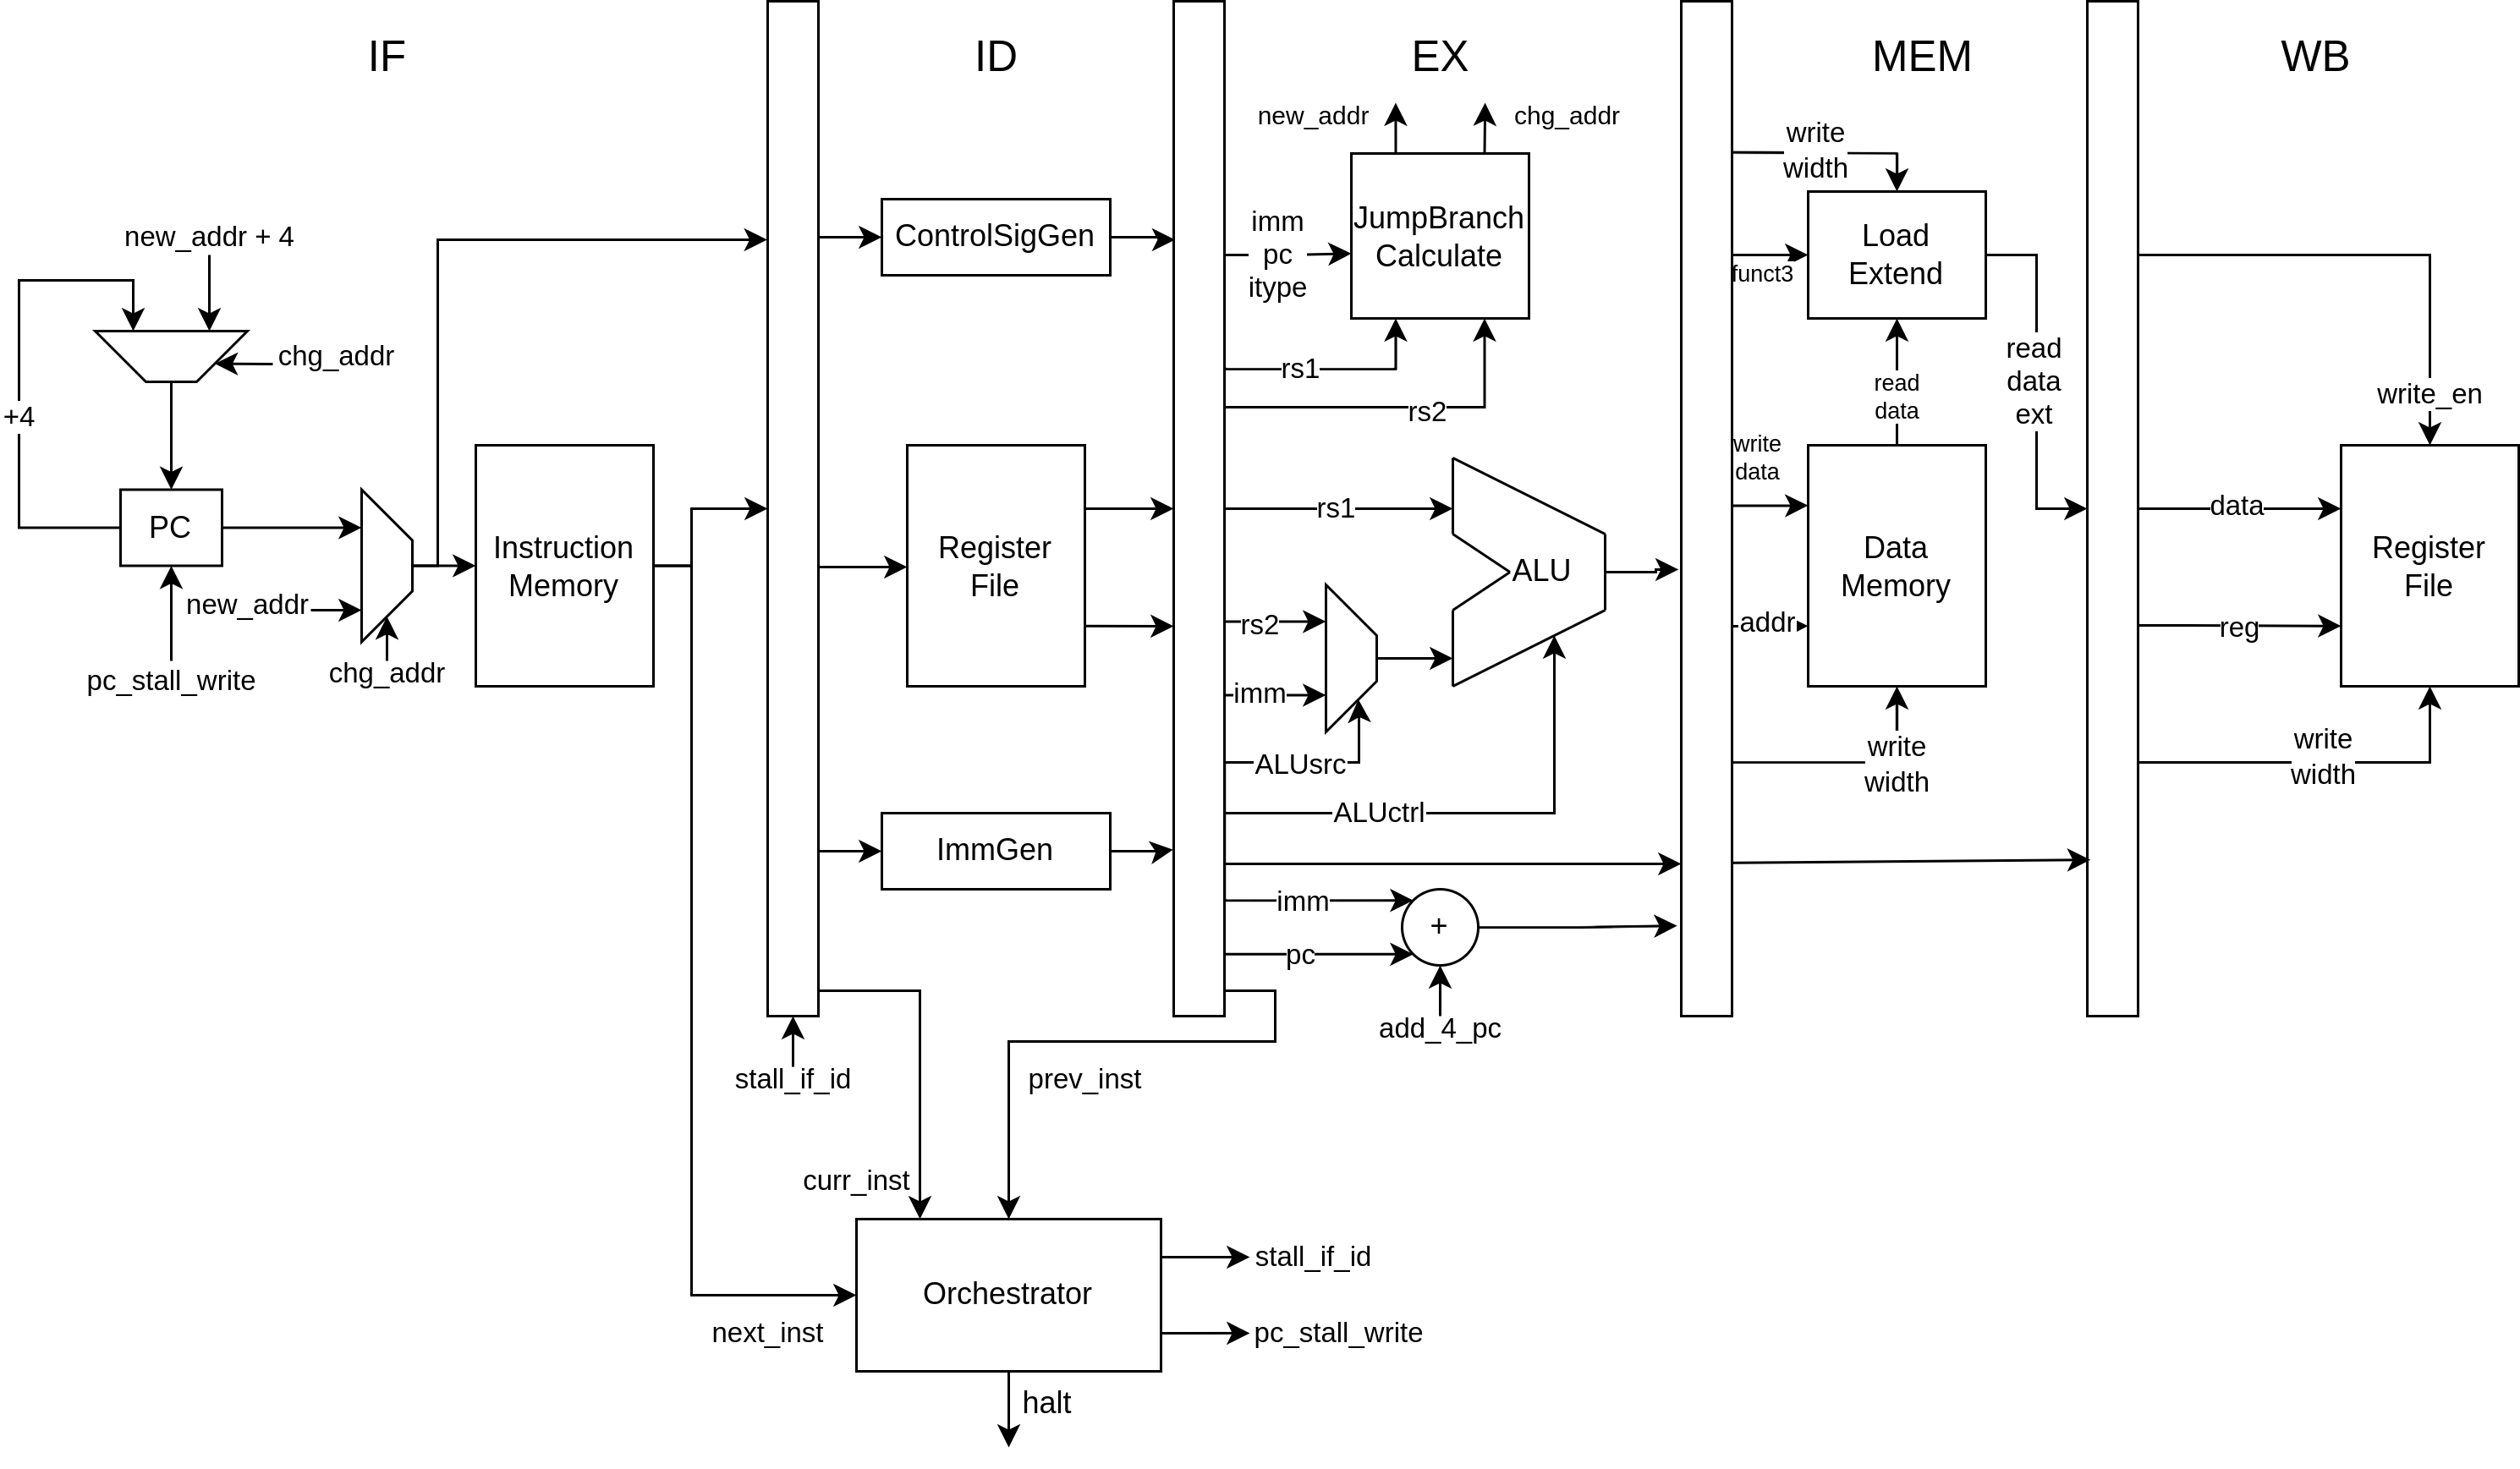 IF
ID
EX
MEM
WB
new_addr
chg_addr
write
width
new_addr + 4
ControlSigGen
imm
pc
itype
JumpBranch
Calculate
Load
Extend
funct3
chg_addr
+4
rs1
rs2
read
data
read
data
ext
write_en
write
data
PC
Instruction
Memory
Register
File
rs1
ALU
Data
Memory
data
Register
File
new_addr
pc_stall_write
chg_addr
rs2
imm
ALUsrc
ALUctrl
addr
write
width
reg
write
width
ImmGen
imm
+
pc
add_4_pc
stall_if_id
prev_inst
curr_inst
Orchestrator
stall_if_id
next_inst
pc_stall_write
halt